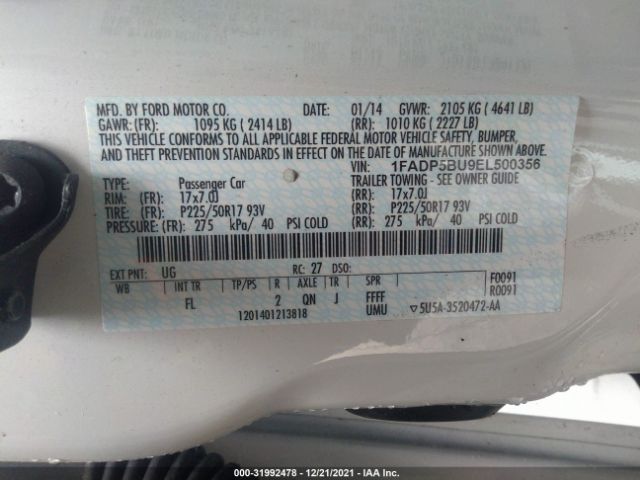 MFD. BY FORD MOTOR CO. DATE: 01/14 GVWR: 2105 KG ( 4641 LB)
GAWR: (FR): 1095 KG ( 2414 LB) (RR): 1010 KG ( 2227 LB)
THIS VEHICLE CONFORMS TO ALL APPLICABLE FEDERAL MOTOR VEHICLE SAFETY, BUMPER,
AND THEFT PREVENTION STANDARDS IN EFFECT ON THE DATE OF MANUFACTURE SHOWN ABOVE.
VIN: 1FADP5BU9EL500356
TYPE: Passenger Car TRAILER TOWING - SEE OWNER GUIDE
RIM: (FR): 17x7.0J (RR): 17x7.0J
TIRE: (FR): P225/50R17 93V (RR): P225/50R17 93V
PRESSURE: (FR): 275 kPa/ 40 PSI COLD (RR): 275 kPa/ 40 PSI COLD
EXT PNT: UG RC: 27 DSO: F0091
WB INT TR TP/PS R AXLE TR SPR R0091
FL 2 QN J FFFF
1201401213818 UMU ▽5U5A-3520472-AA
000-31992478 - 12/21/2021 - IAA Inc.